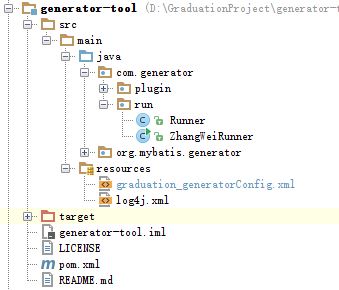 generator-tool (D:\GraduationProject\generator-t
src
main
java
com.generator
plugin
run
Runner
ZhangWeiRunner
org.mybatis.generator
resources
graduation_generatorConfig.xml
log4j.xml
target
generator-tool.iml
LICENSE
pom.xml
README.md